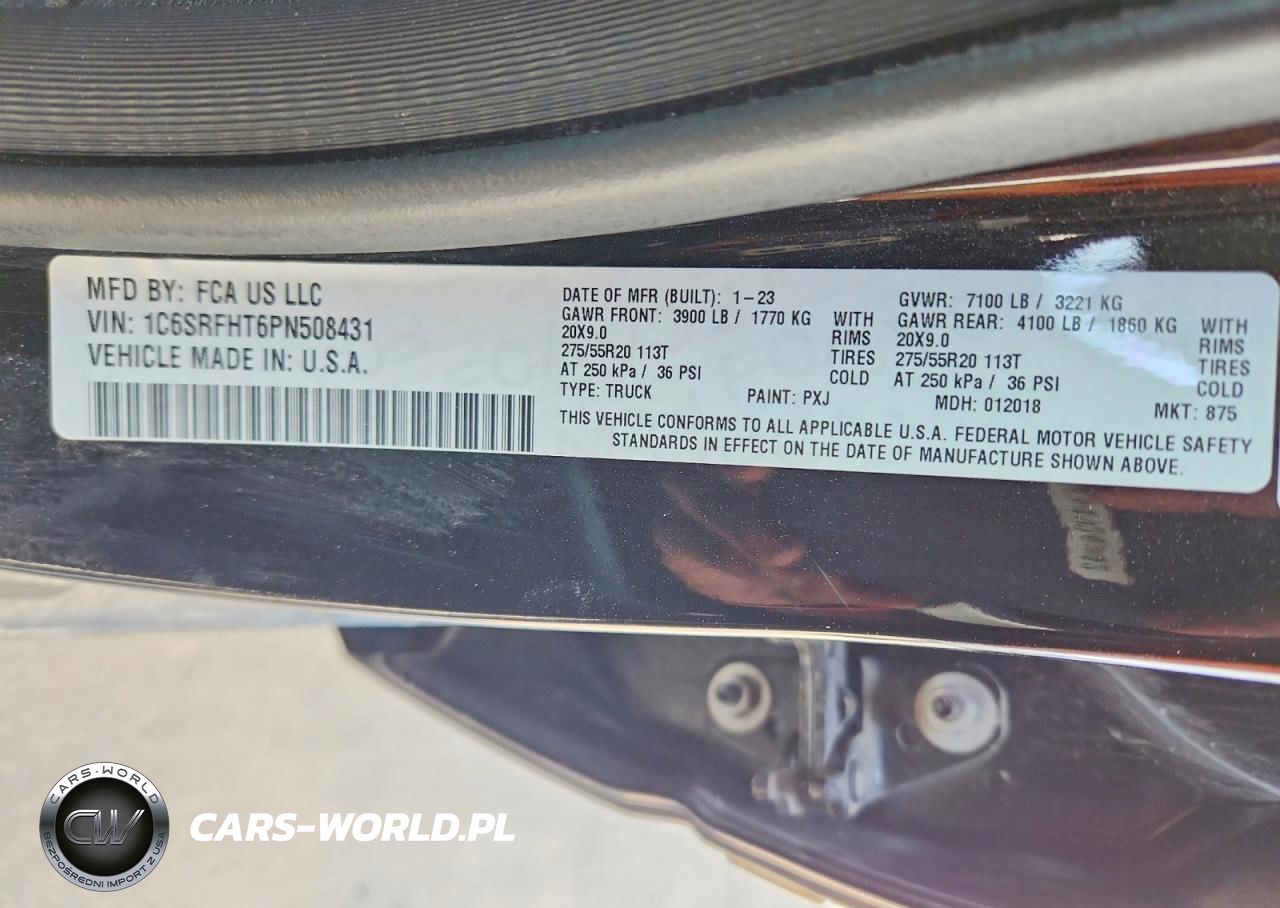 MFD BY: FCA US LLC
VIN: 1C6SRFHT6PN508431
VEHICLE MADE IN: U.S.A.
DATE OF MFR (BUILT): 1-23
GAWR FRONT: 3900 LB / 1770 KG WITH
20X9.0 RIMS
275/55R20 113T TIRES
AT 250 kPa / 36 PSI COLD
TYPE: TRUCK PAINT: PXJ
GVWR: 7100 LB / 3221 KG
GAWR REAR: 4100 LB / 1860 KG WITH
20X9.0 RIMS
275/55R20 113T TIRES
AT 250 kPa / 36 PSI COLD
MDH: 012018 MKT: 875
THIS VEHICLE CONFORMS TO ALL APPLICABLE U.S.A. FEDERAL MOTOR VEHICLE SAFETY
STANDARDS IN EFFECT ON THE DATE OF MANUFACTURE SHOWN ABOVE.
CARS-WORLD
CW
BEZPOŚREDNI IMPORT Z USA
CARS-WORLD.PL